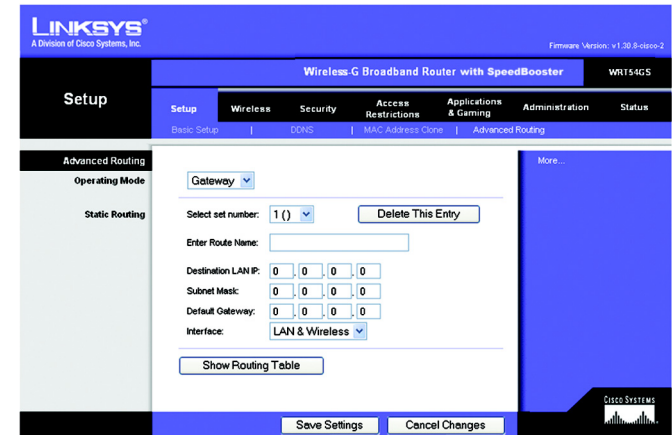 LINKSYS®
A Division of Cisco Systems, Inc.
Firmware Version: v1.30.8-cisco-2
Wireless-G Broadband Router with SpeedBooster WRT54GS
Setup
Setup Wireless Security Access Restrictions Applications & Gaming Administration Status
Basic Setup | DDNS | MAC Address Clone | Advanced Routing
Advanced Routing
More...
Operating Mode Gateway
Static Routing Select set number: 1 () Delete This Entry
Enter Route Name:
Destination LAN IP: 0 . 0 . 0 . 0
Subnet Mask: 0 . 0 . 0 . 0
Default Gateway: 0 . 0 . 0 . 0
Interface: LAN & Wireless
Show Routing Table
CISCO SYSTEMS
Save Settings Cancel Changes